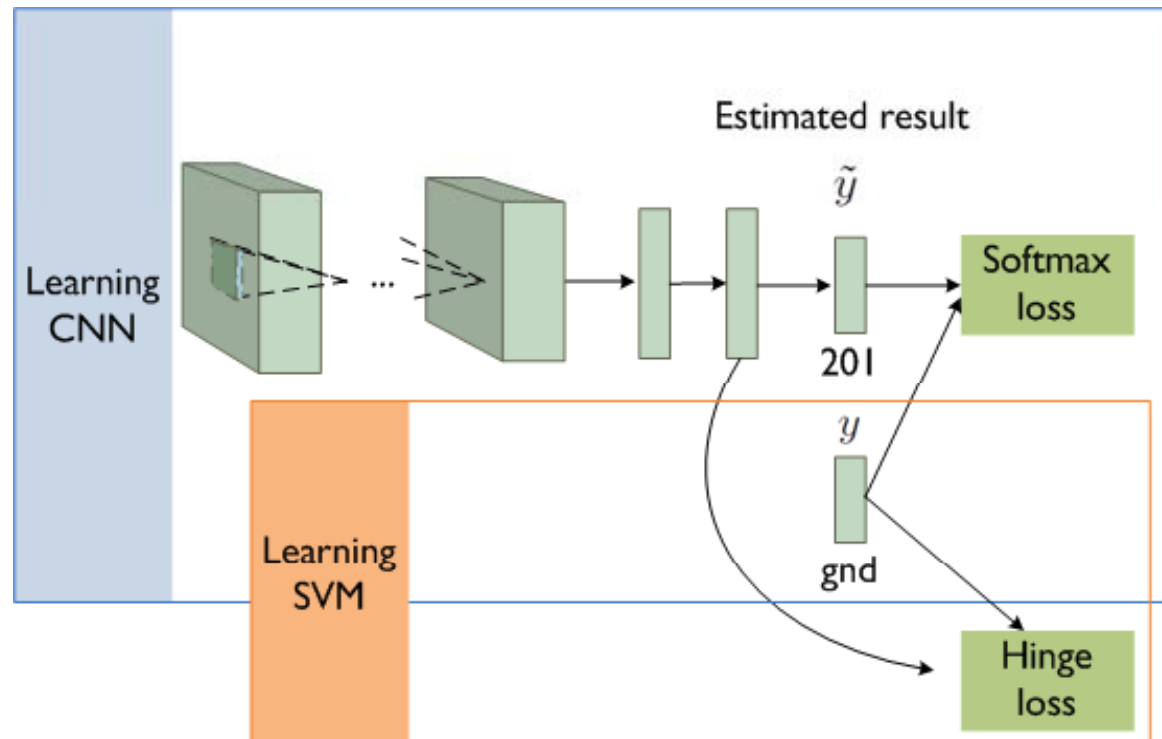 Estimated result
ỹ
Learning
CNN
...
Softmax
loss
201
y
gnd
Learning
SVM
Hinge
loss